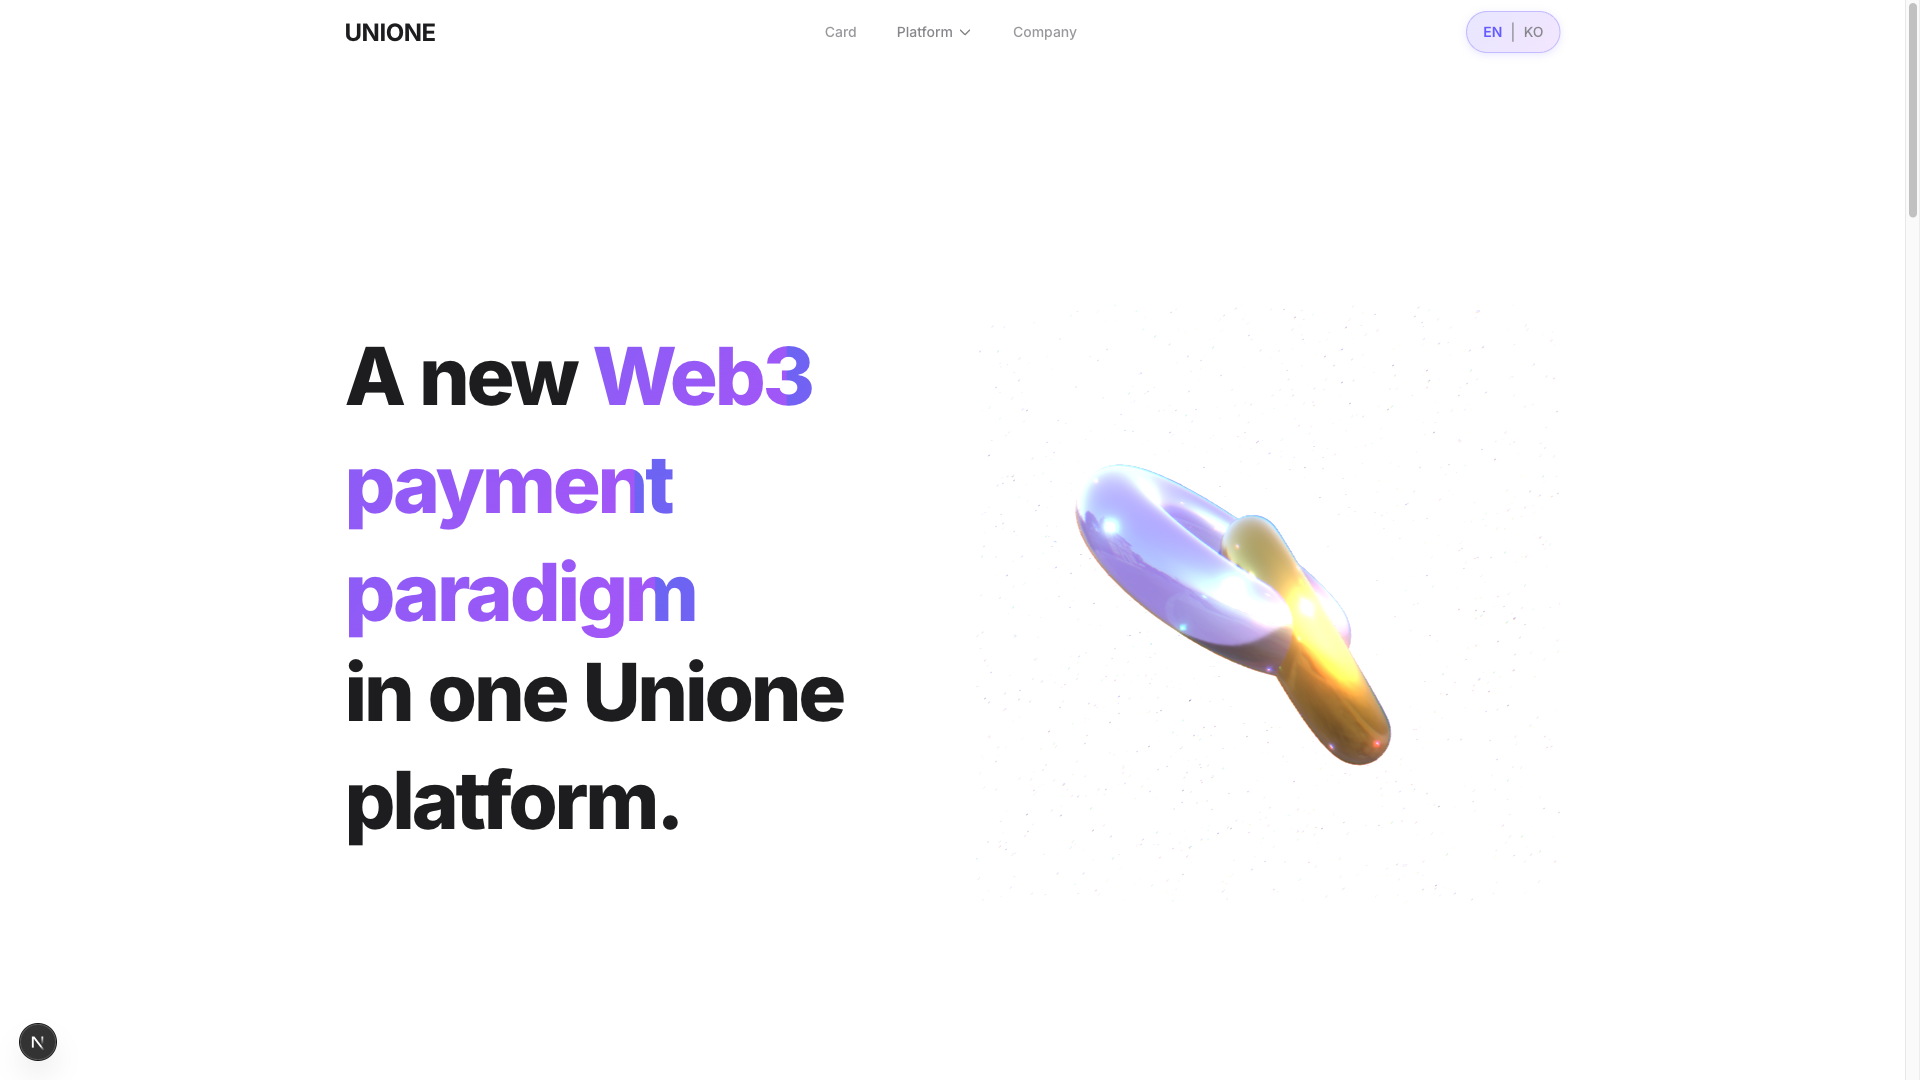 UNIONE
Card
Platform
Company
EN | KO
A new Web3
payment
paradigm
in one Unione
platform.
N